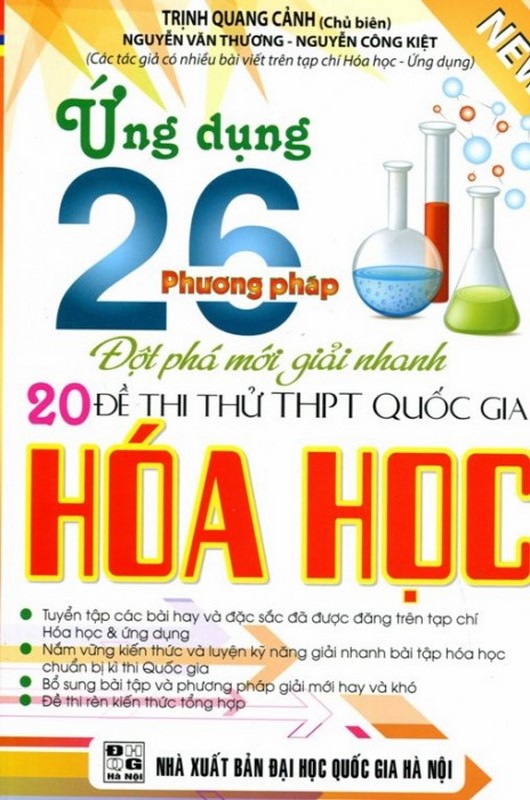 TRỊNH QUANG CẢNH (Chủ biên)
NGUYỄN VĂN THƯƠNG - NGUYỄN CÔNG KIỆT
(Các tác giả có nhiều bài viết trên tạp chí Hóa học - Ứng dụng)
NEW
Ứng dụng
26
Phương pháp
Đột phá mới giải nhanh
20 ĐỀ THI THỬ THPT QUỐC GIA
HÓA HỌC
Tuyển tập các bài hay và đặc sắc đã được đăng trên tạp chí
Hóa học & ứng dụng
Nắm vững kiến thức và luyện kỹ năng giải nhanh bài tập hóa học
chuẩn bị kì thi Quốc gia
Bổ sung bài tập và phương pháp giải mới hay và khó
Đề thi rèn kiến thức tổng hợp
ĐHQG
Hà Nội
NHÀ XUẤT BẢN ĐẠI HỌC QUỐC GIA HÀ NỘI